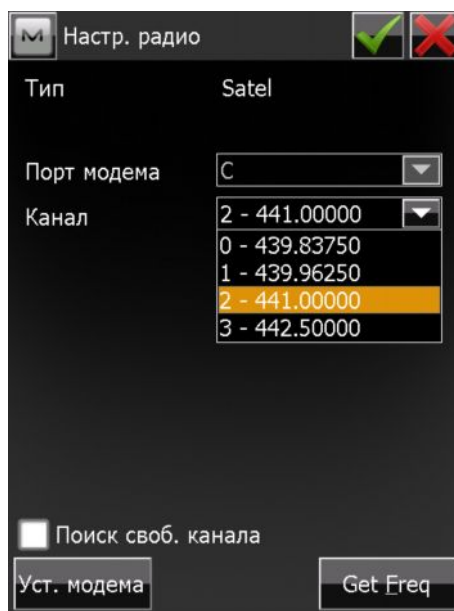 M Настр. радио
Тип Satel
Порт модема C
Канал 2 - 441.00000
0 - 439.83750
1 - 439.96250
2 - 441.00000
3 - 442.50000
Поиск своб. канала
Уст. модема Get Freq